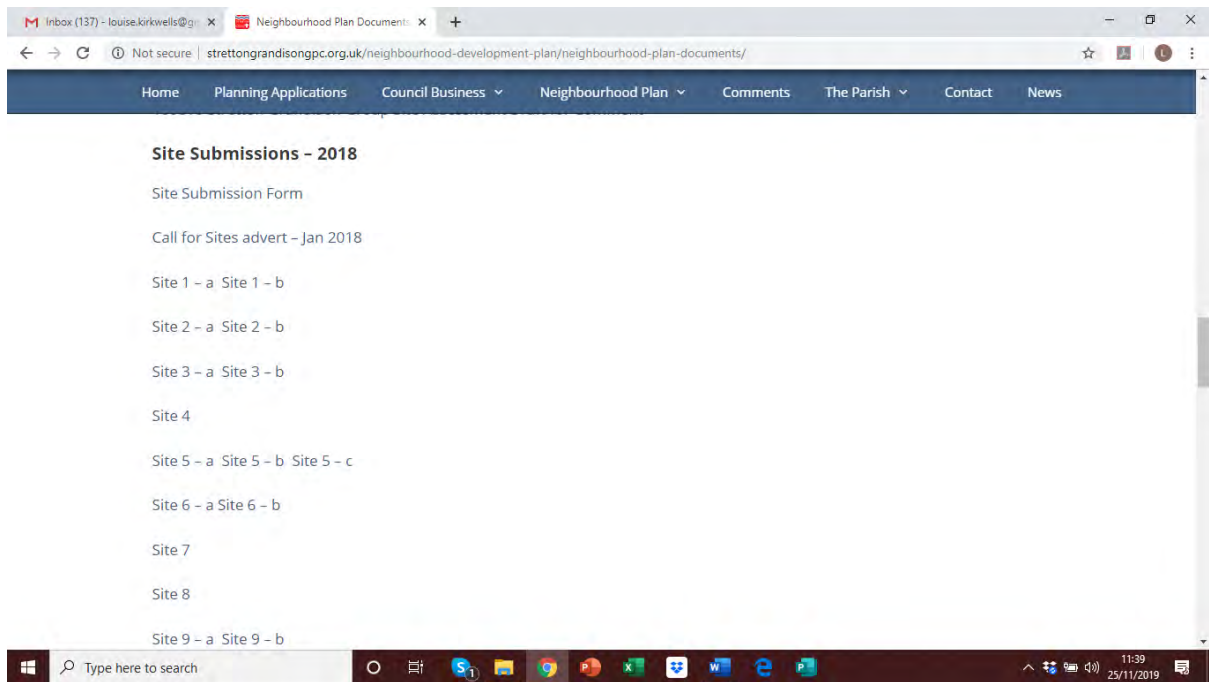 Inbox (137) - louise.kirkwells@g
Neighbourhood Plan Documents
Not secure | strettongrandisongpc.org.uk/neighbourhood-development-plan/neighbourhood-plan-documents/
Home Planning Applications Council Business Neighbourhood Plan Comments The Parish Contact News
Site Submissions – 2018
Site Submission Form
Call for Sites advert – Jan 2018
Site 1 – a Site 1 – b
Site 2 – a Site 2 – b
Site 3 – a Site 3 – b
Site 4
Site 5 – a Site 5 – b Site 5 – c
Site 6 – a Site 6 – b
Site 7
Site 8
Site 9 – a Site 9 – b
Type here to search
11:39
25/11/2019